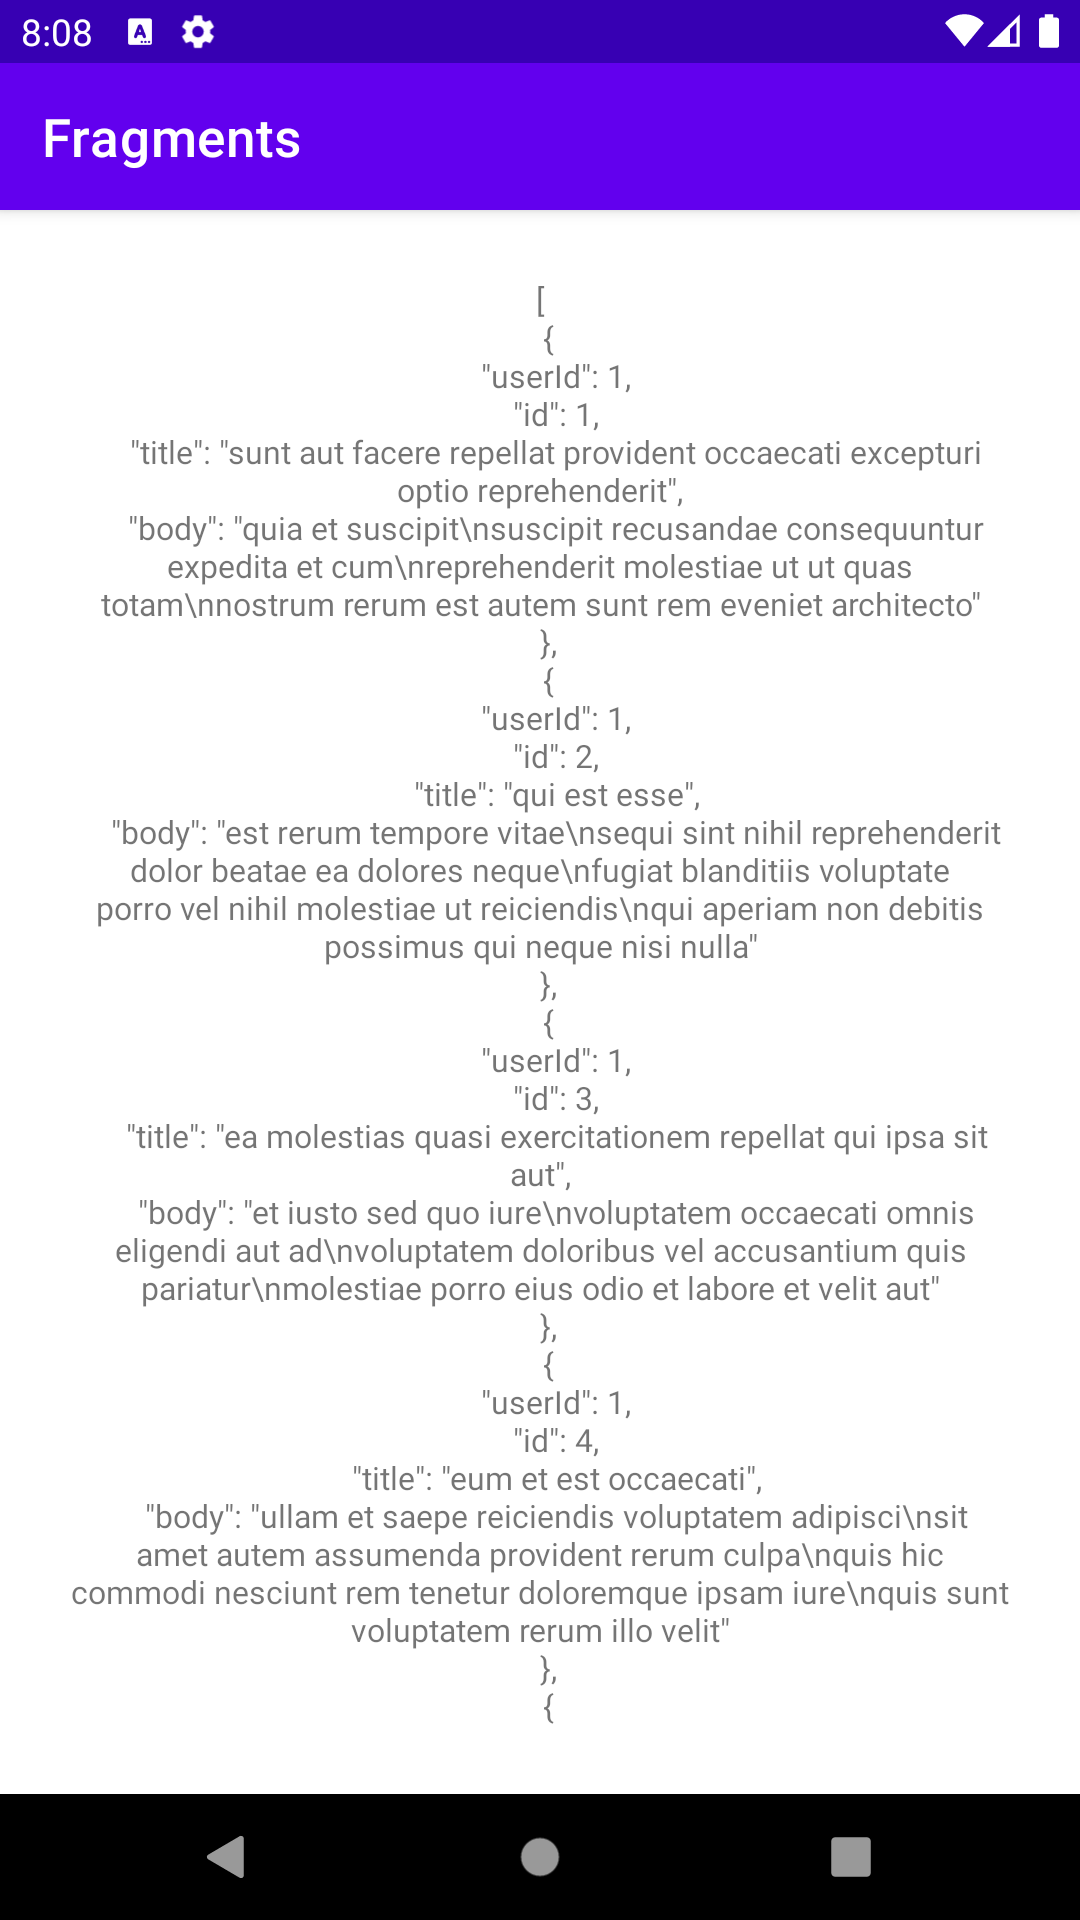 8:08
Fragments
[
{
"userId": 1,
"id": 1,
"title": "sunt aut facere repellat provident occaecati excepturi
optio reprehenderit",
"body": "quia et suscipit\nsuscipit recusandae consequuntur
expedita et cum\nreprehenderit molestiae ut ut quas
totam\nnostrum rerum est autem sunt rem eveniet architecto"
},
{
"userId": 1,
"id": 2,
"title": "qui est esse",
"body": "est rerum tempore vitae\nsequi sint nihil reprehenderit
dolor beatae ea dolores neque\nfugiat blanditiis voluptate
porro vel nihil molestiae ut reiciendis\nqui aperiam non debitis
possimus qui neque nisi nulla"
},
{
"userId": 1,
"id": 3,
"title": "ea molestias quasi exercitationem repellat qui ipsa sit
aut",
"body": "et iusto sed quo iure\nvoluptatem occaecati omnis
eligendi aut ad\nvoluptatem doloribus vel accusantium quis
pariatur\nmolestiae porro eius odio et labore et velit aut"
},
{
"userId": 1,
"id": 4,
"title": "eum et est occaecati",
"body": "ullam et saepe reiciendis voluptatem adipisci\nsit
amet autem assumenda provident rerum culpa\nquis hic
commodi nesciunt rem tenetur doloremque ipsam iure\nquis sunt
voluptatem rerum illo velit"
},
{